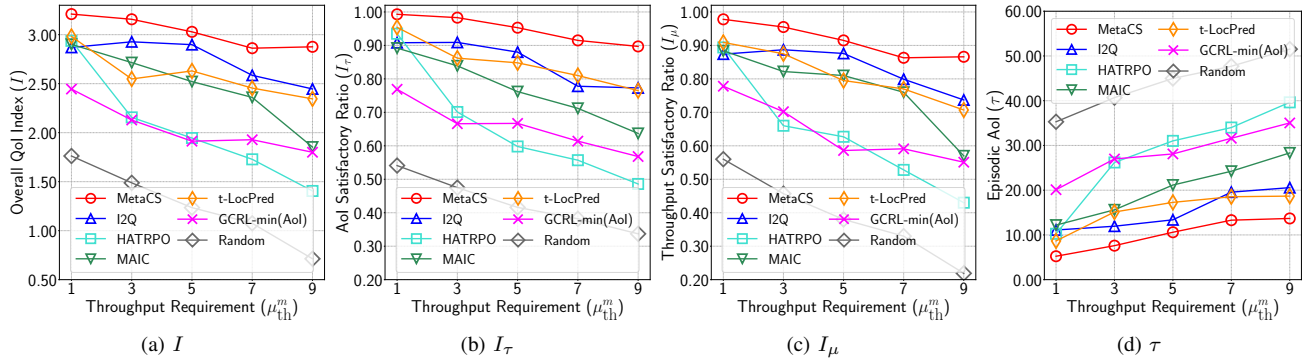 Overall QoI Index (I)
3.00
2.50
2.00
1.50
1.00
0.50
MetaCS
I2Q
HATRPO
MAIC
t-LocPred
GCRL-min(AoI)
Random
1 3 5 7 9
Throughput Requirement (μ_th^m)
(a) I
AoI Satisfactory Ratio (I_τ)
1.00
0.90
0.80
0.70
0.60
0.50
0.40
0.30
0.20
MetaCS
I2Q
HATRPO
MAIC
t-LocPred
GCRL-min(AoI)
Random
1 3 5 7 9
Throughput Requirement (μ_th^m)
(b) I_τ
Throughput Satisfactory Ratio (I_μ)
1.00
0.90
0.80
0.70
0.60
0.50
0.40
0.30
0.20
MetaCS
I2Q
HATRPO
MAIC
t-LocPred
GCRL-min(AoI)
Random
1 3 5 7 9
Throughput Requirement (μ_th^m)
(c) I_μ
Episodic AoI (τ)
60.00
50.00
40.00
30.00
20.00
10.00
0.00
MetaCS
I2Q
HATRPO
MAIC
t-LocPred
GCRL-min(AoI)
Random
1 3 5 7 9
Throughput Requirement (μ_th^m)
(d) τ